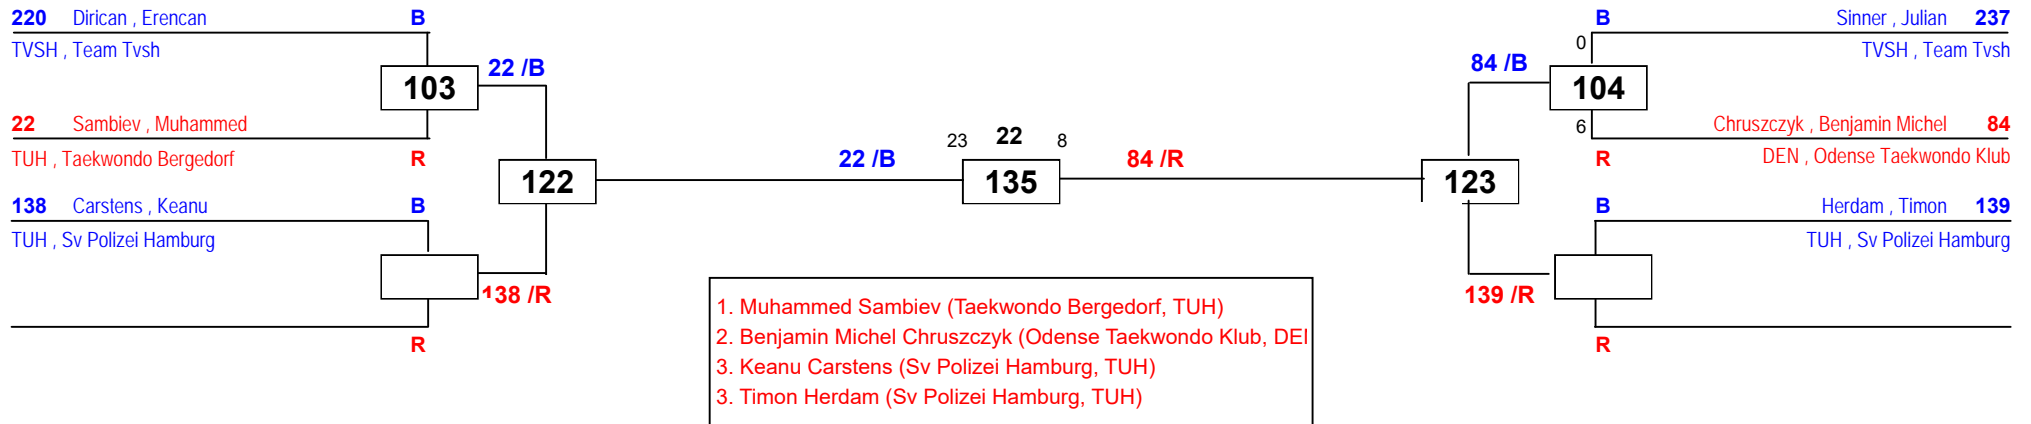 220 Dirican , Erencan B
TVSH , Team Tvsh
103
22 /B
22 Sambiev , Muhammed
TUH , Taekwondo Bergedorf R
122
138 Carstens , Keanu B
TUH , Sv Polizei Hamburg
138 /R
R
22 /B
23 22 8
135
84 /R
B Sinner , Julian 237
0
TVSH , Team Tvsh
84 /B
104
6
Chruszczyk , Benjamin Michel 84
R DEN , Odense Taekwondo Klub
123
B Herdam , Timon 139
TUH , Sv Polizei Hamburg
139 /R
R
1. Muhammed Sambiev (Taekwondo Bergedorf, TUH)
2. Benjamin Michel Chruszczyk (Odense Taekwondo Klub, DE
3. Keanu Carstens (Sv Polizei Hamburg, TUH)
3. Timon Herdam (Sv Polizei Hamburg, TUH)